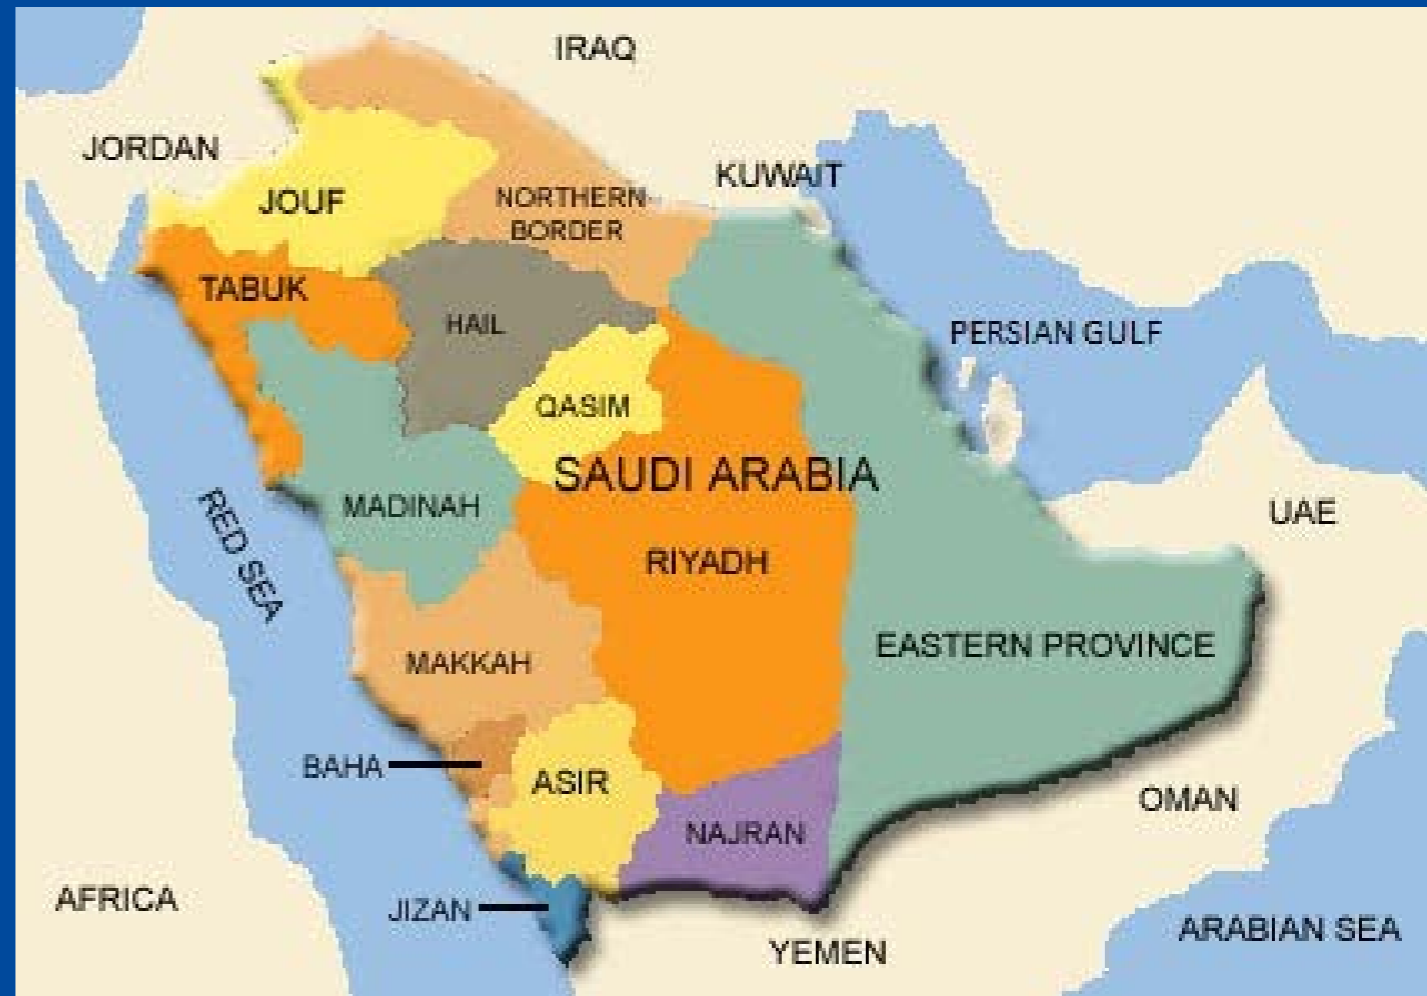 IRAQ
JORDAN
KUWAIT
JOUF
NORTHERN
BORDER
TABUK
HAIL
PERSIAN GULF
QASIM
SAUDI ARABIA
MADINAH
RED SEA
UAE
RIYADH
EASTERN PROVINCE
MAKKAH
BAHA
ASIR
OMAN
NAJRAN
AFRICA
JIZAN
ARABIAN SEA
YEMEN